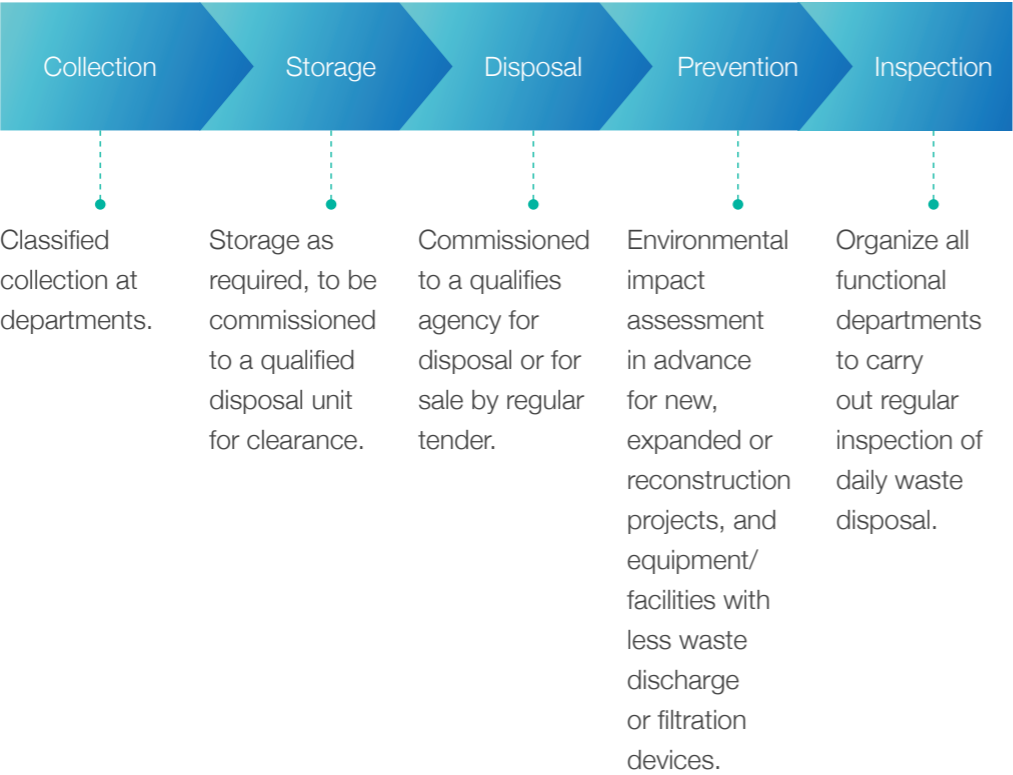 Collection
Storage
Disposal
Prevention
Inspection
Classified
collection at
departments.
Storage as
required, to be
commissioned
to a qualified
disposal unit
for clearance.
Commissioned
to a qualifies
agency for
disposal or for
sale by regular
tender.
Environmental
impact
assessment
in advance
for new,
expanded or
reconstruction
projects, and
equipment/
facilities with
less waste
discharge
or filtration
devices.
Organize all
functional
departments
to carry
out regular
inspection of
daily waste
disposal.